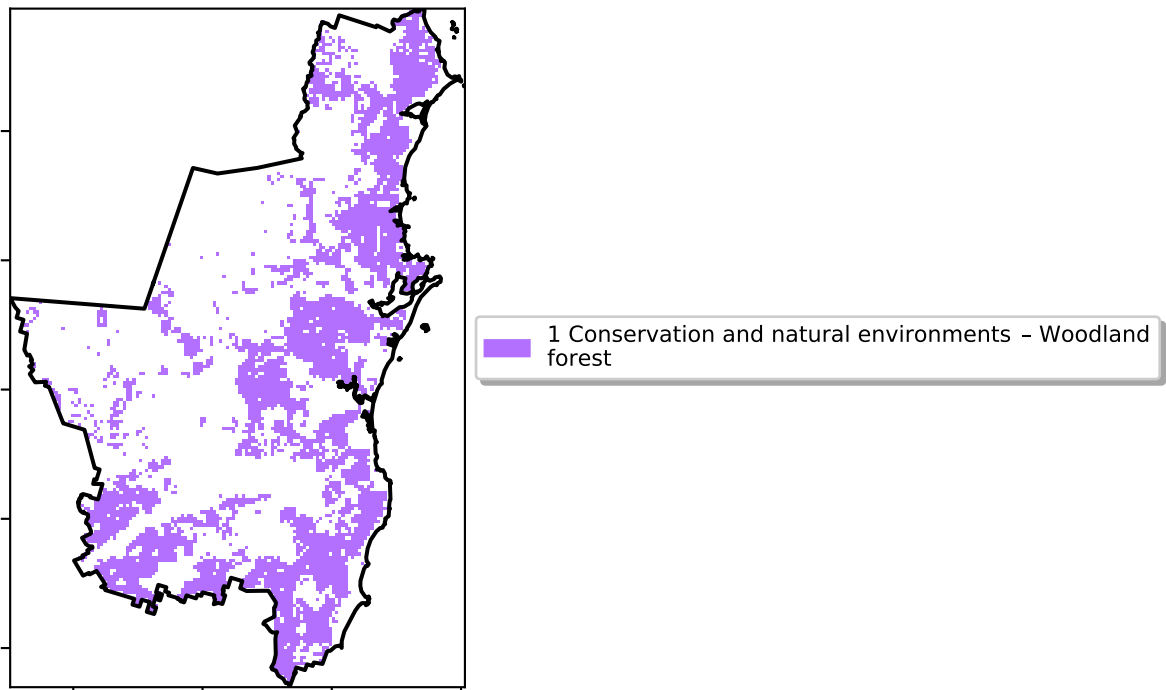 1 Conservation and natural environments – Woodland
forest